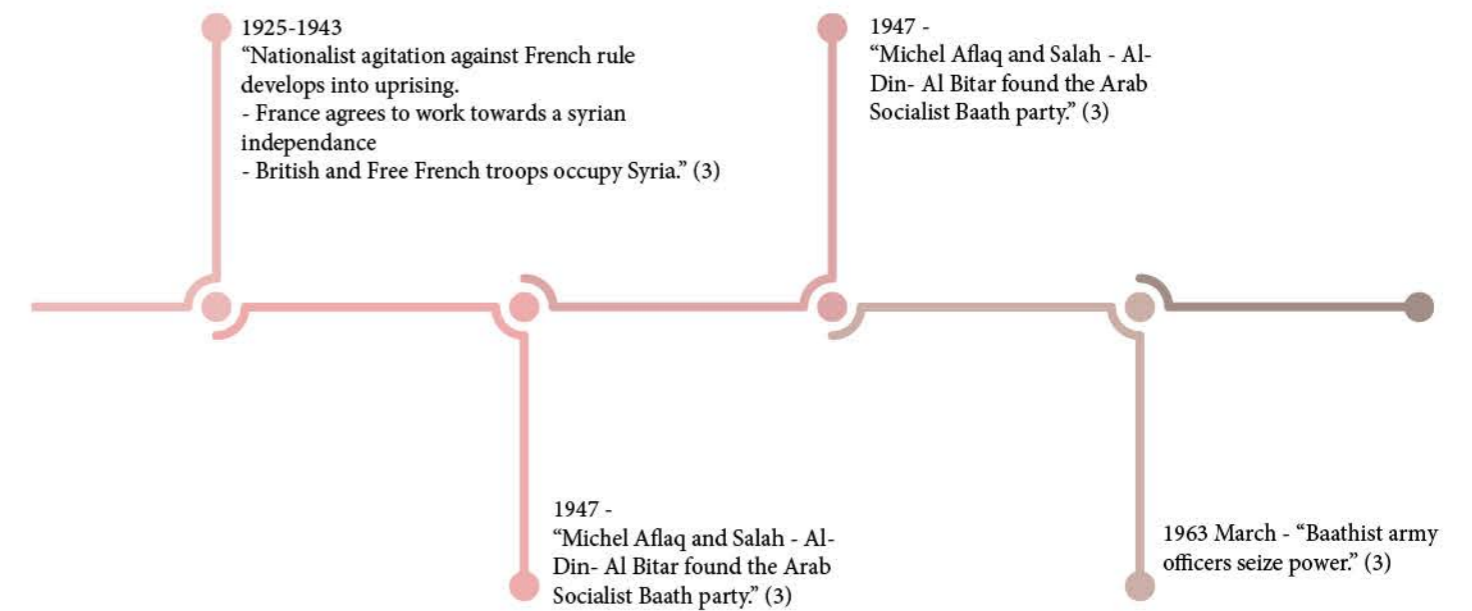 1925-1943
“Nationalist agitation against French rule
develops into uprising.
- France agrees to work towards a syrian
independance
- British and Free French troops occupy Syria.” (3)
1947 -
“Michel Aflaq and Salah - Al-
Din- Al Bitar found the Arab
Socialist Baath party.” (3)
1947 -
“Michel Aflaq and Salah - Al-
Din- Al Bitar found the Arab
Socialist Baath party.” (3)
1963 March - “Baathist army
officers seize power.” (3)